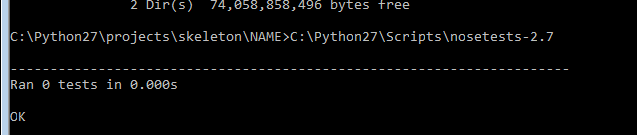 2 Dir(s)  74,058,858,496 bytes free
C:\Python27\projects\skeleton\NAME>C:\Python27\Scripts\nosetests-2.7
----------------------------------------------------------------------
Ran 0 tests in 0.000s
OK